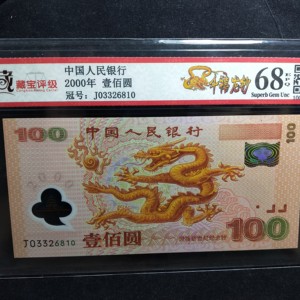 藏宝评级
中国人民银行
2000年 壹佰圆
冠号: J03326810
68
EPQ
Superb Gem Unc
100
中国人民银行
J03326810
壹佰圆
100